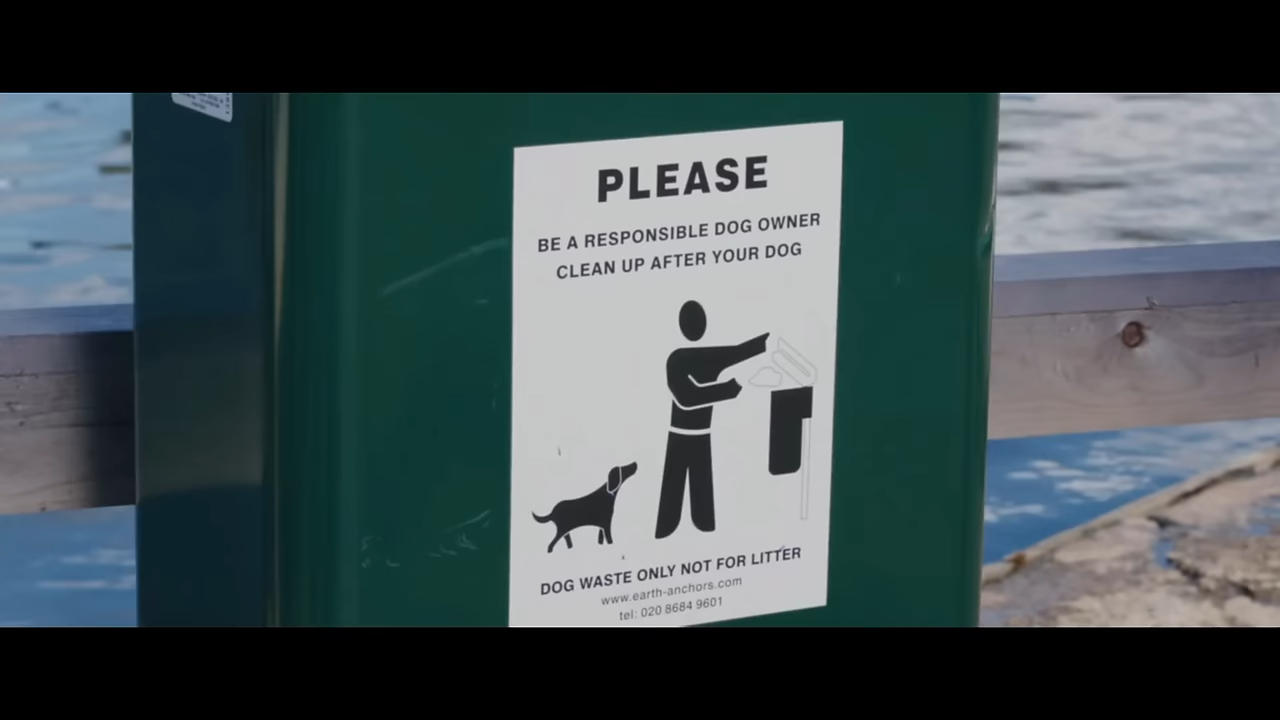 PLEASE
BE A RESPONSIBLE DOG OWNER
CLEAN UP AFTER YOUR DOG
DOG WASTE ONLY NOT FOR LITTER
www.earth-anchors.com
tel: 020 8684 9601